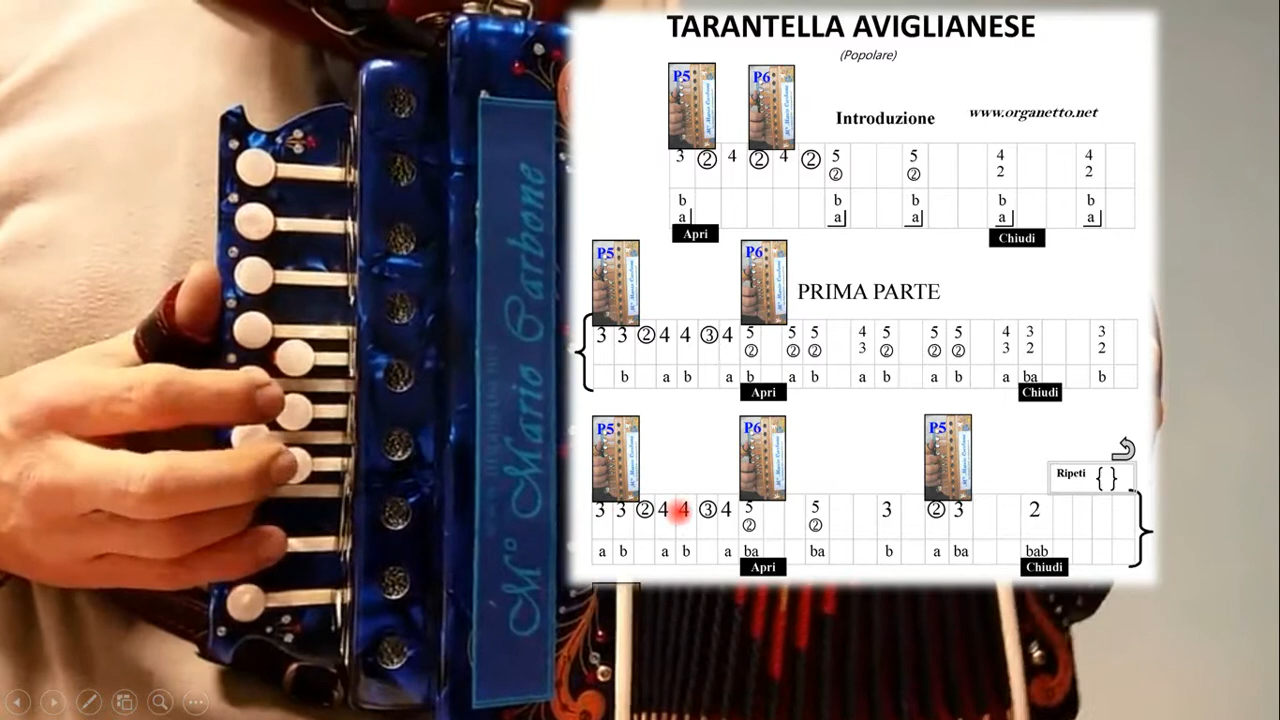 TARANTELLA AVIGLIANESE
(Popolare)
P5 P6
Introduzione www.organetto.net
3 ② 4 ② 4 ② 5 5 4 4
② ② 2 2
b b b b b
a a a a a
Apri Chiudi
P5 P6 PRIMA PARTE
3 3 ② 4 4 ③ 4 5 5 5 4 5 5 5 4 3 3
② ② ② 3 ② ② ② 3 2 2
b a b a b a b a b a b a ba b
Apri Chiudi
P5 P6 P5
Ripeti { }
3 3 ② 4 4 ③ 4 5 5 3 ② 3 2
② ②
a b a b a ba ba b a ba bab
Apri Chiudi
M° Mario Carbone